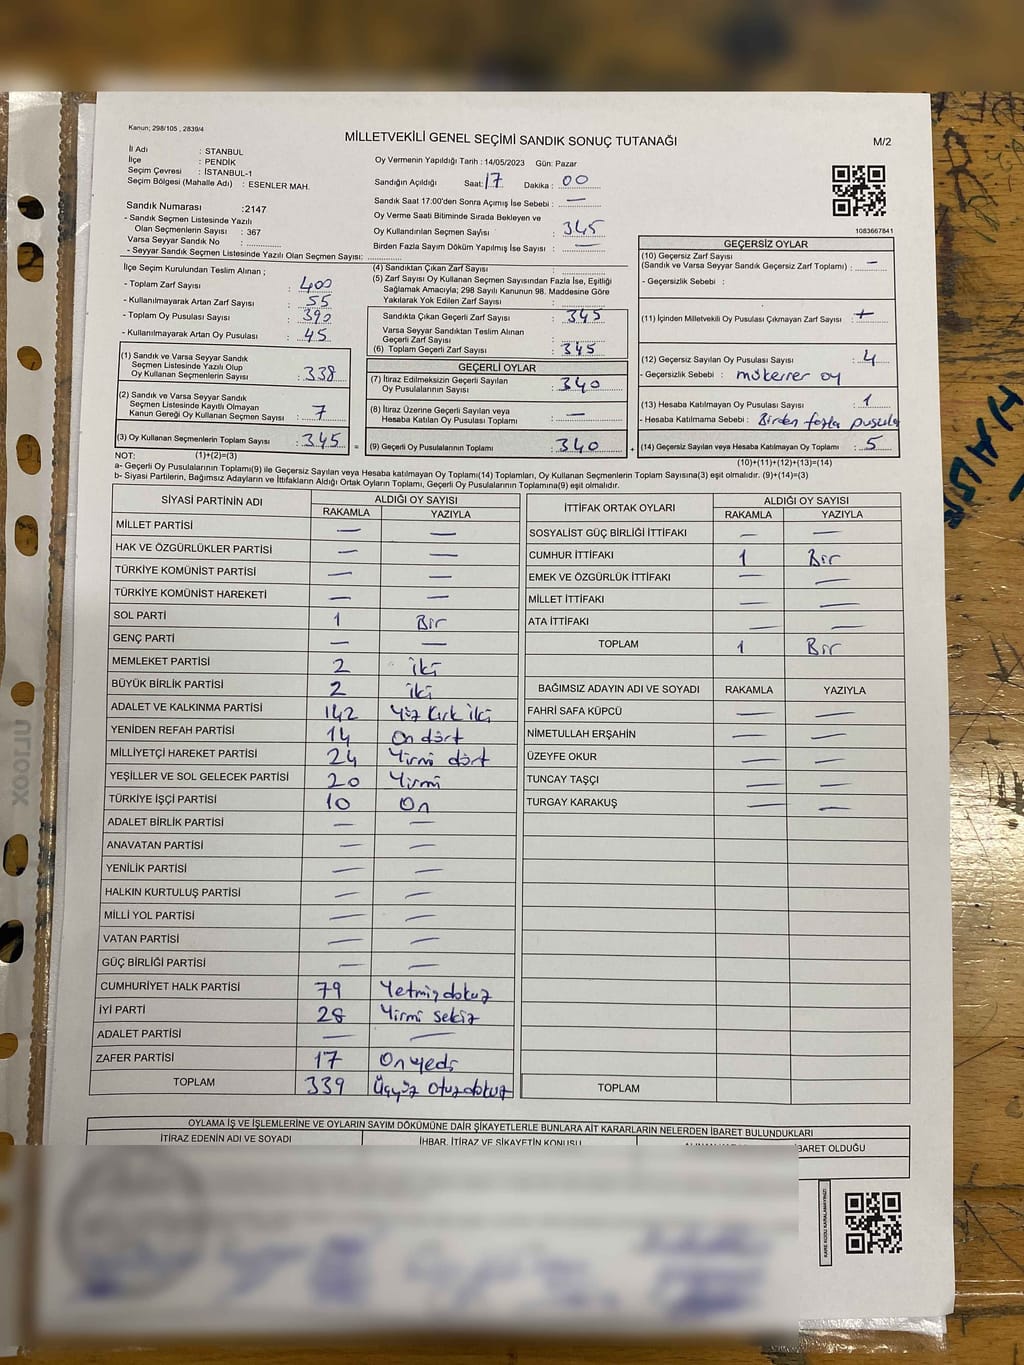 Kanun; 298/105 , 2839/4
MİLLETVEKİLİ GENEL SEÇİMİ SANDIK SONUÇ TUTANAĞI
M/2
İl Adı : İSTANBUL
İlçe : PENDİK
Seçim Çevresi : İSTANBUL-1
Seçim Bölgesi (Mahalle Adı) : ESENLER MAH.
Sandık Numarası :2147
- Sandık Seçmen Listesinde Yazılı
Olan Seçmenlerin Sayısı : 367
Varsa Seyyar Sandık No :
- Seyyar Sandık Seçmen Listesinde Yazılı Olan Seçmen Sayısı:
Oy Vermenin Yapıldığı Tarih : 14/05/2023 Gün: Pazar
Sandığın Açıldığı Saat: 17 Dakika : 00
Sandık Saat 17:00'den Sonra Açımış İse Sebebi : —
Oy Verme Saati Bitiminde Sırada Bekleyen ve
Oy Kullandırılan Seçmen Sayısı : 345
Birden Fazla Sayım Döküm Yapılmış İse Sayısı : —
1083667841
İlçe Seçim Kurulundan Teslim Alınan ;
- Toplam Zarf Sayısı : 400
- Kullanılmayarak Artan Zarf Sayısı : 55
- Toplam Oy Pusulası Sayısı : 390
- Kullanılmayarak Artan Oy Pusulası : 45
(1) Sandık ve Varsa Seyyar Sandık
Seçmen Listesinde Yazılı Olup
Oy Kullanan Seçmenlerin Sayısı : 338
(2) Sandık ve Varsa Seyyar Sandık
Seçmen Listesinde Kayıtlı Olmayan
Kanun Gereği Oy Kullanan Seçmen Sayısı : 7
(3) Oy Kullanan Seçmenlerin Toplam Sayısı : 345 =
(4) Sandıktan Çıkan Zarf Sayısı :
(5) Zarf Sayısı Oy Kullanan Seçmen Sayısından Fazla İse, Eşitliği
Sağlamak Amacıyla; 298 Sayılı Kanunun 98. Maddesine Göre
Yakılarak Yok Edilen Zarf Sayısı :
Sandıkta Çıkan Geçerli Zarf Sayısı : 345
Varsa Seyyar Sandıktan Teslim Alınan
Geçerli Zarf Sayısı :
(6) Toplam Geçerli Zarf Sayısı : 345
GEÇERLİ OYLAR
(7) İtiraz Edilmeksizin Geçerli Sayılan
Oy Pusulalarının Sayısı : 340
(8) İtiraz Üzerine Geçerli Sayılan veya
Hesaba Katılan Oy Toplamı : —
(9) Geçerli Oy Pusulalarının Toplamı : 340 +
GEÇERSİZ OYLAR
(10) Geçersiz Zarf Sayısı
(Sandık ve Varsa Seyyar Sandık Geçersiz Zarf Toplamı) : —
- Geçersizlik Sebebi :
(11) İçinden Milletvekili Oy Pusulası Çıkmayan Zarf Sayısı :
(12) Geçersiz Sayılan Oy Pusulası Sayısı : 4
- Geçersizlik Sebebi : mükerrer oy
(13) Hesaba Katılmayan Oy Pusulası Sayısı : 1
- Hesaba Katılmama Sebebi : Birden fazla pusula
(14) Geçersiz Sayılan veya Hesaba Katılmayan Oy Toplamı : 5
NOT: (1)+(2)=(3)
(10)+(11)+(12)+(13)=(14)
a- Geçerli Oy Pusulalarının Toplamı(9) ile Geçersiz Sayılan veya Hesaba katılmayan Oy Toplamı(14) Toplamları, Oy Kullanan Seçmenlerin Toplam Sayısına(3) eşit olmalıdır. (9)+(14)=(3)
b- Siyasi Partilerin, Bağımsız Adayların ve İttifakların Aldığı Ortak Oyların Toplamı, Geçerli Oy Pusulalarının Toplamına(9) eşit olmalıdır.
SİYASİ PARTİNİN ADI ALDIĞI OY SAYISI
RAKAMLA YAZIYLA
MİLLET PARTİSİ — —
HAK VE ÖZGÜRLÜKLER PARTİSİ — —
TÜRKİYE KOMÜNİST PARTİSİ — —
TÜRKİYE KOMÜNİST HAREKETİ — —
SOL PARTİ 1 Bir
GENÇ PARTİ — —
MEMLEKET PARTİSİ 2 iki
BÜYÜK BİRLİK PARTİSİ 2 iki
ADALET VE KALKINMA PARTİSİ 142 Yüz kırk iki
YENİDEN REFAH PARTİSİ 14 On dört
MİLLİYETÇİ HAREKET PARTİSİ 24 Yirmi dört
YEŞİLLER VE SOL GELECEK PARTİSİ 20 Yirmi
TÜRKİYE İŞÇİ PARTİSİ 10 On
ADALET BİRLİK PARTİSİ — —
ANAVATAN PARTİSİ — —
YENİLİK PARTİSİ — —
HALKIN KURTULUŞ PARTİSİ — —
MİLLİ YOL PARTİSİ — —
VATAN PARTİSİ — —
GÜÇ BİRLİĞİ PARTİSİ — —
CUMHURİYET HALK PARTİSİ 79 Yetmiş dokuz
İYİ PARTİ 28 Yirmi sekiz
ADALET PARTİSİ — —
ZAFER PARTİSİ 17 On yedi
TOPLAM 339 Üçyüz otuzdokuz
İTTİFAK ORTAK OYLARI ALDIĞI OY SAYISI
RAKAMLA YAZIYLA
SOSYALİST GÜÇ BİRLİĞİ İTTİFAKI — —
CUMHUR İTTİFAKI 1 Bir
EMEK VE ÖZGÜRLÜK İTTİFAKI — —
MİLLET İTTİFAKI — —
ATA İTTİFAKI — —
TOPLAM 1 Bir
BAĞIMSIZ ADAYIN ADI VE SOYADI RAKAMLA YAZIYLA
FAHRİ SAFA KÜPCÜ — —
NİMETULLAH ERŞAHİN — —
ÜZEYFE OKUR — —
TUNCAY TAŞÇI — —
TURGAY KARAKUŞ — —
TOPLAM
OYLAMA İŞ VE İŞLEMLERİNE VE OYLARIN SAYIM DÖKÜMÜNE DAİR ŞİKAYETLERLE BUNLARA AİT KARARLARIN NELERDEN İBARET BULUNDUKLARI
İTİRAZ EDENİN ADI VE SOYADI İHBAR, İTİRAZ VE ŞİKAYETİN KONUSU İBARET OLDUĞU
KARE KODU KARALAMAYINIZ!
ULTOOX